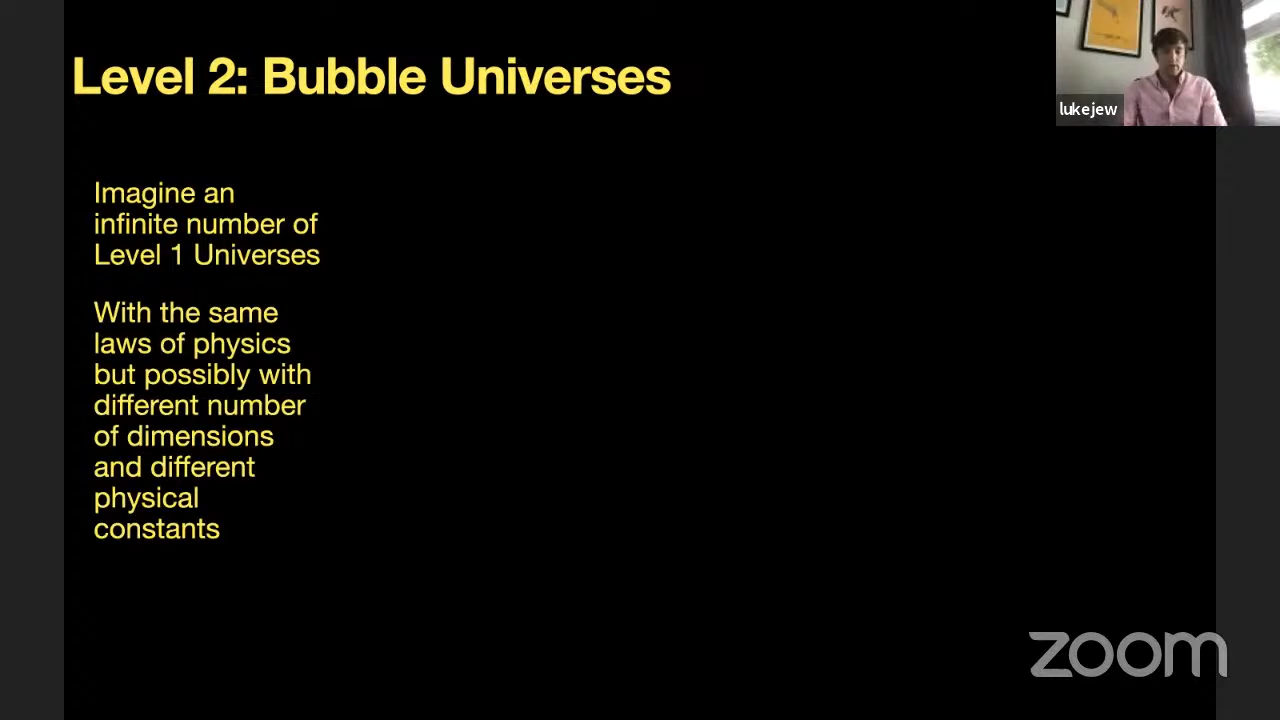 Level 2: Bubble Universes
lukejew
Imagine an
infinite number of
Level 1 Universes
With the same
laws of physics
but possibly with
different number
of dimensions
and different
physical
constants
zoom